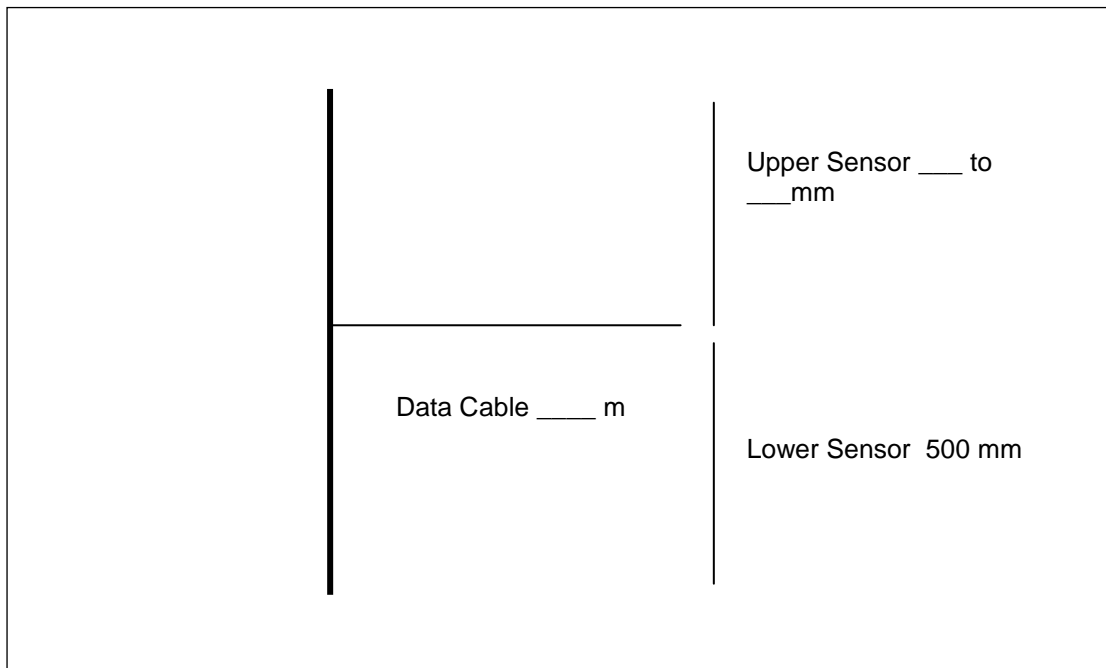 Upper Sensor ___ to
___mm
Data Cable ____ m
Lower Sensor  500 mm